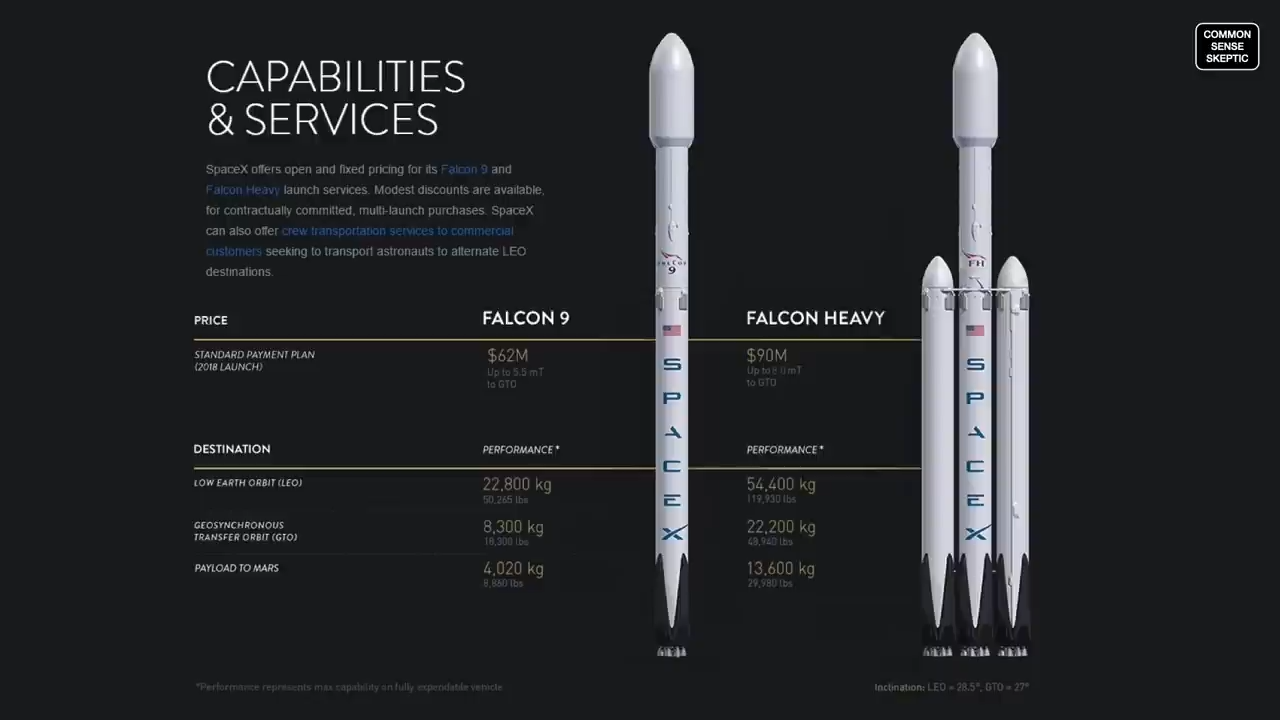 COMMON
SENSE
SKEPTIC
CAPABILITIES
& SERVICES
SpaceX offers open and fixed pricing for its Falcon 9 and
Falcon Heavy launch services. Modest discounts are available,
for contractually committed, multi-launch purchases. SpaceX
can also offer crew transportation services to commercial
customers seeking to transport astronauts to alternate LEO
destinations.
PRICE FALCON 9 FALCON HEAVY
STANDARD PAYMENT PLAN
(2018 LAUNCH)
$62M
Up to 5.5 mT
to GTO
$90M
Up to 8.0 mT
to GTO
DESTINATION PERFORMANCE* PERFORMANCE*
LOW EARTH ORBIT (LEO) 22,800 kg 54,400 kg
50,265 lbs 119,930 lbs
GEOSYNCHRONOUS
TRANSFER ORBIT (GTO)
8,300 kg 22,200 kg
18,300 lbs 48,940 lbs
PAYLOAD TO MARS 4,020 kg 13,600 kg
8,860 lbs 29,980 lbs
*Performance represents max capability on fully expendable vehicle
Inclination: LEO = 28.5°, GTO = 27°
FALCON
9
SPACEX
FH
SPACEX